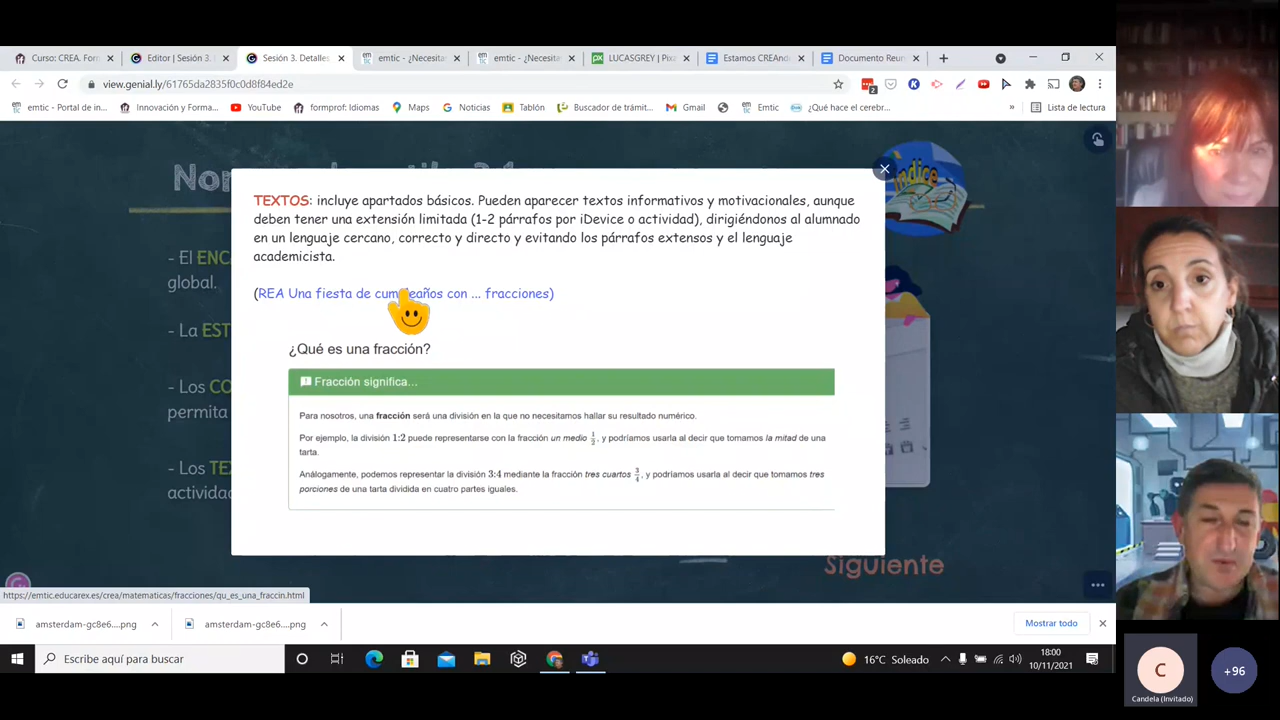 Curso: CREA. For
Editor | Sesión 3.
Sesión 3. Detalles
emtic - ¿Necesita
emtic - ¿Necesita
LUCASGREY | Pixa
Estamos CREAnd
Documento Reun
view.genial.ly/61765da2835f0c0d8f84ed2e
emtic - Portal de in...
Innovación y Forma...
YouTube
formprof: Idiomas
Maps
Noticias
Tablón
Buscador de trámit...
Gmail
Emtic
¿Qué hace el cerebr...
»
Lista de lectura
índice
TEXTOS: incluye apartados básicos. Pueden aparecer textos informativos y motivacionales, aunque
deben tener una extensión limitada (1-2 párrafos por iDevice o actividad), dirigiéndonos al alumnado
en un lenguaje cercano, correcto y directo y evitando los párrafos extensos y el lenguaje
academicista.
- El ENC
global.
(REA Una fiesta de cumpleaños con ... fracciones)
- La EST
¿Qué es una fracción?
Fracción significa...
- Los CO
permita
Para nosotros, una fracción será una división en la que no necesitamos hallar su resultado numérico.
Por ejemplo, la división 1:2 puede representarse con la fracción un medio 1/2, y podríamos usarla al decir que tomamos la mitad de una
tarta.
- Los TE
actividad
Análogamente, podemos representar la división 3:4 mediante la fracción tres cuartos 3/4, y podríamos usarla al decir que tomamos tres
porciones de una tarta dividida en cuatro partes iguales.
Siguiente
https://emtic.educarex.es/crea/matematicas/fracciones/qu_es_una_fraccin.html
amsterdam-gc8e6....png
amsterdam-gc8e6....png
Mostrar todo
Escribe aquí para buscar
16°C Soleado
18:00
10/11/2021
C
Candela (Invitado)
+96